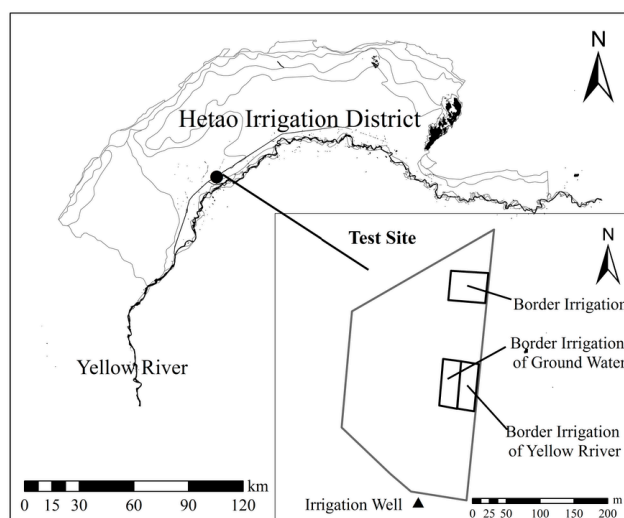 N
Hetao Irrigation District
Test Site
N
Border Irrigation
Border Irrigation
of Ground Water
Yellow River
Border Irrigation
of Yellow Rriver
km
0 15 30 60 90 120
Irrigation Well
m
0 25 50 100 150 200